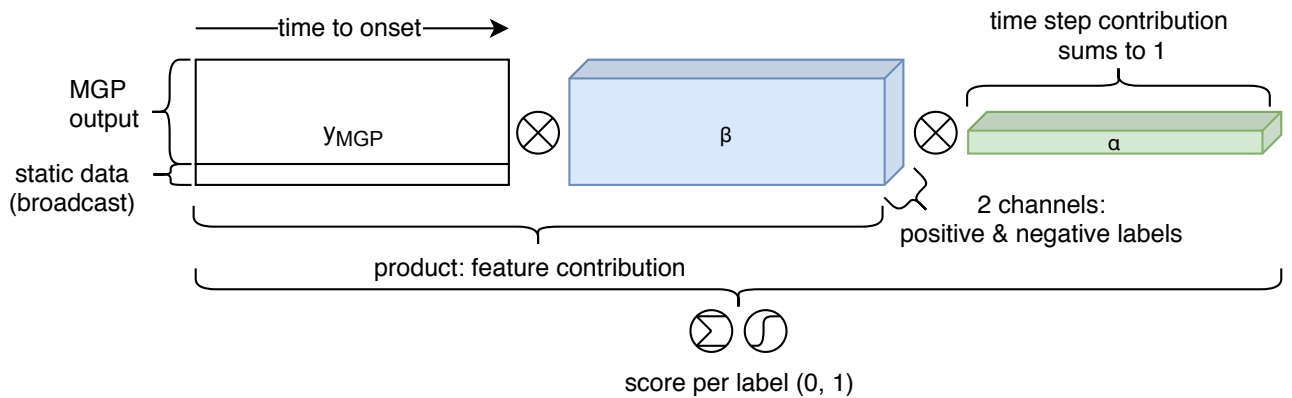 time to onset
time step contribution
sums to 1
MGP
output
yMGP
β
α
static data
(broadcast)
2 channels:
positive & negative labels
product: feature contribution
score per label (0, 1)